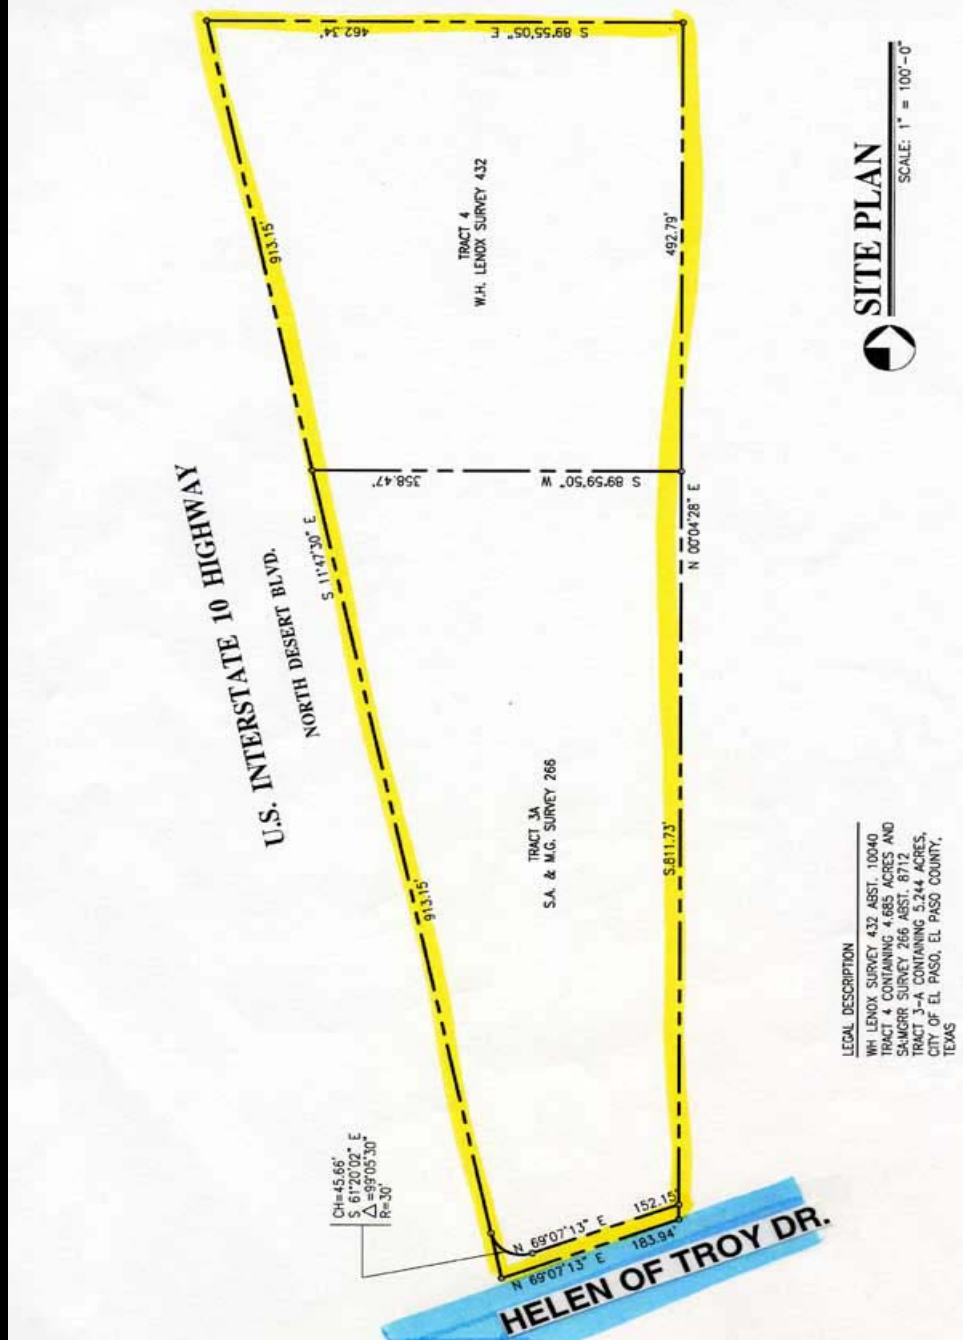 462.34'
S 89°55'05" E
913.15'
TRACT 4
W.H. LENOX SURVEY 432
492.79'
U.S. INTERSTATE 10 HIGHWAY
NORTH DESERT BLVD.
S 11°47'30" E
358.47'
S 89°59'50" W
N 00°04'28" E
TRACT 3A
S.A. & M.G. SURVEY 266
913.15'
S.811.73'
CH=45.66'
S 61°20'02" E
△=99°05'30"
R=30'
N 69°07'13" E
152.15'
N 69°07'13" E
183.94'
HELEN OF TROY DR.
SITE PLAN
SCALE: 1" = 100'-0"
LEGAL DESCRIPTION
WH LENOX SURVEY 432 ABST. 10040
TRACT 4 CONTAINING 4.685 ACRES AND
SA&MGRR SURVEY 266 ABST. 8712
TRACT 3-A CONTAINING 5.244 ACRES,
CITY OF EL PASO, EL PASO COUNTY,
TEXAS